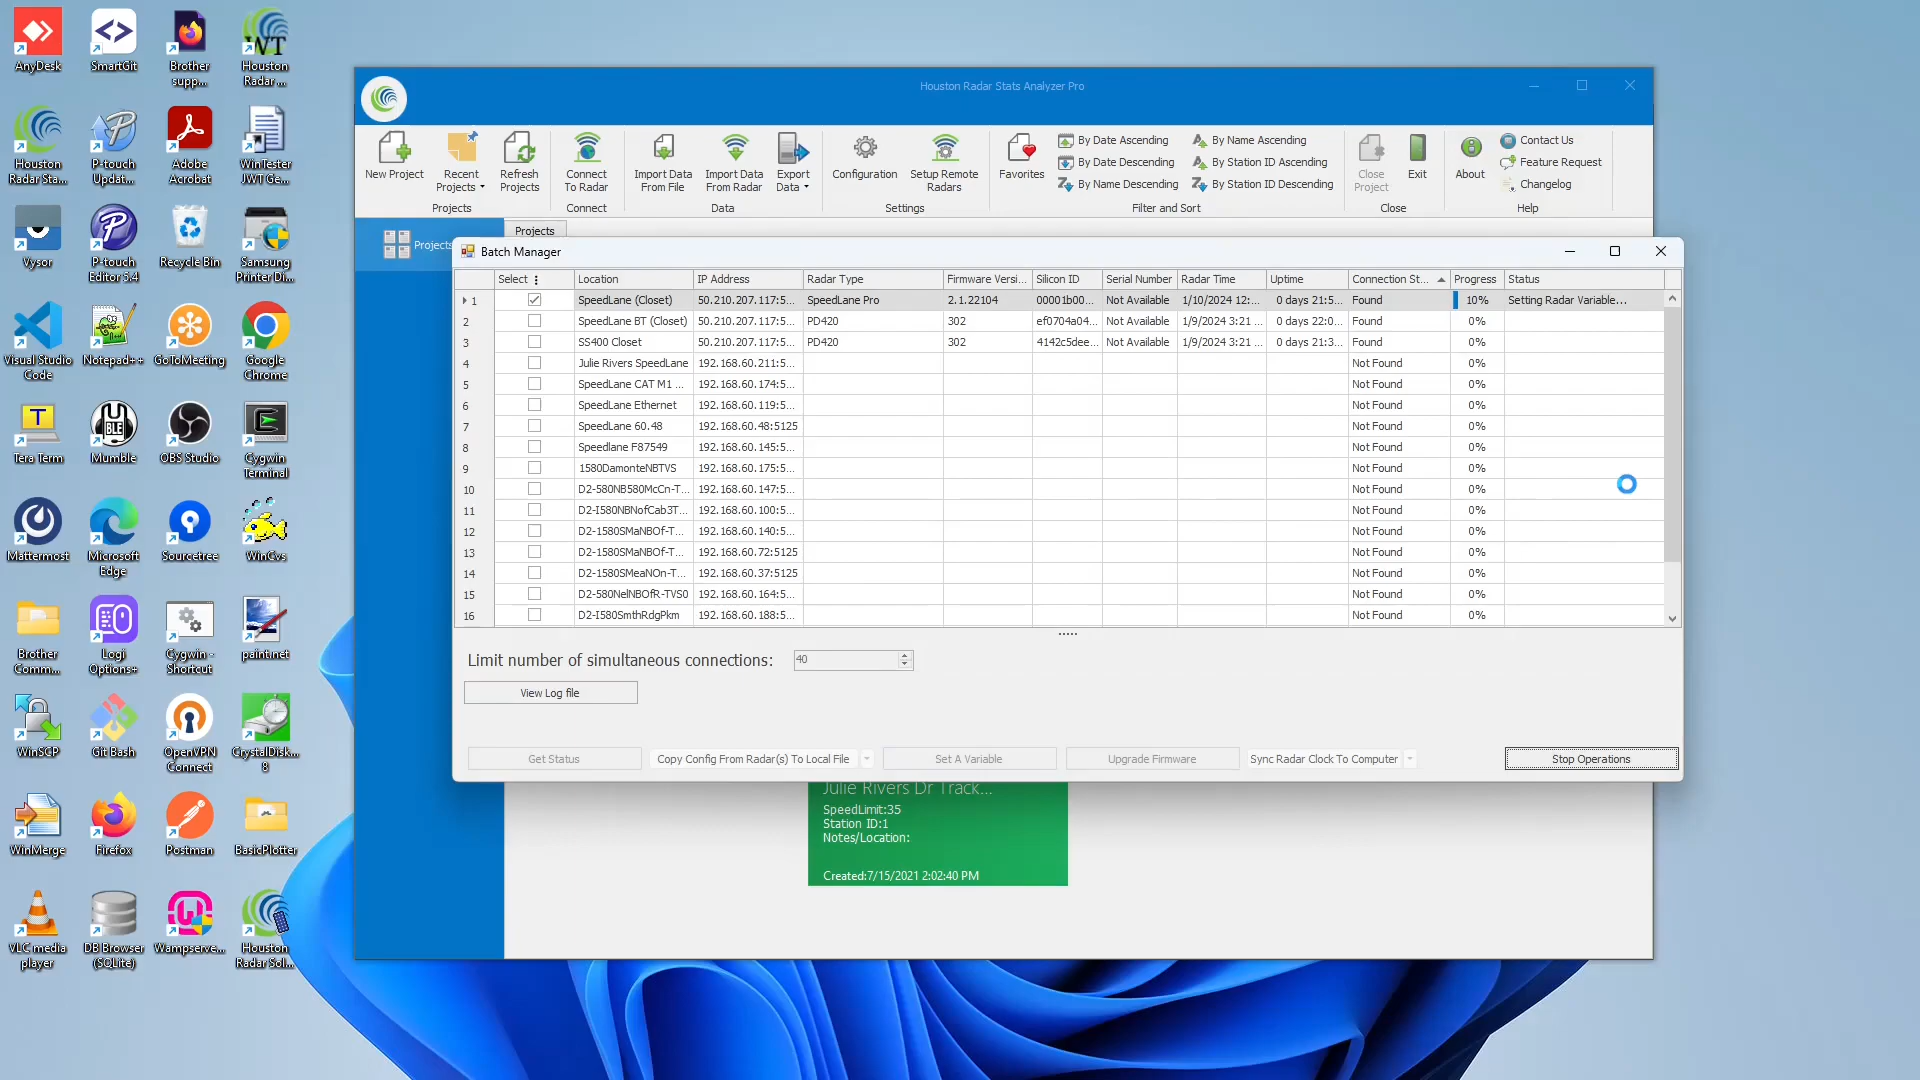 AnyDesk
SmartGit
Brother
supp...
Houston
Radar ...
Houston
Radar Sta...
P-touch
Updat...
Adobe
Acrobat
WinTester
JWT Ge...
Vysor
P-touch
Editor 5.4
Recycle Bin
Samsung
Printer Di...
Visual Studio
Code
Notepad++
GoToMeeting
Google
Chrome
Tera Term
Mumble
OBS Studio
Cygwin
Terminal
Mattermost
Microsoft
Edge
Sourcetree
WinCvs
Brother
Comm...
Logi
Options+
Cygwin -
Shortcut
paint.net
WinSCP
Git Bash
OpenVPN
Connect
CrystalDisk...
8
WinMerge
Firefox
Postman
BasicPlotter
VLC media
player
DB Browser
(SQLite)
Wampserve...
Houston
Radar Sol...
Houston Radar Stats Analyzer Pro
New Project
Recent
Projects
Refresh
Projects
Projects
Connect
To Radar
Connect
Import Data
From File
Import Data
From Radar
Export
Data
Data
Configuration
Setup Remote
Radars
Settings
Favorites
By Date Ascending
By Date Descending
By Name Descending
By Name Ascending
By Station ID Ascending
By Station ID Descending
Filter and Sort
Close
Project
Exit
Close
About
Contact Us
Feature Request
Changelog
Help
Projects
Projects
Batch Manager
Select Location IP Address Radar Type Firmware Versi... Silicon ID Serial Number Radar Time Uptime Connection St... Progress Status
1 SpeedLane (Closet) 50.210.207.117:5... SpeedLane Pro 2.1.22104 00001b00... Not Available 1/10/2024 12:... 0 days 21:5... Found 10% Setting Radar Variable...
2 SpeedLane BT (Closet) 50.210.207.117:5... PD420 302 ef0704a04... Not Available 1/9/2024 3:21 ... 0 days 22:0... Found 0%
3 SS400 Closet 50.210.207.117:5... PD420 302 4142c5dee... Not Available 1/9/2024 3:21 ... 0 days 21:3... Found 0%
4 Julie Rivers SpeedLane 192.168.60.211:5... Not Found 0%
5 SpeedLane CAT M1 ... 192.168.60.174:5... Not Found 0%
6 SpeedLane Ethernet 192.168.60.119:5... Not Found 0%
7 SpeedLane 60.48 192.168.60.48:5125 Not Found 0%
8 Speedlane F87549 192.168.60.145:5... Not Found 0%
9 1580DamonteNBTVS 192.168.60.175:5... Not Found 0%
10 D2-580NB580McCn-T... 192.168.60.147:5... Not Found 0%
11 D2-I580NBNofCab3T... 192.168.60.100:5... Not Found 0%
12 D2-1580SMaNBOf-T... 192.168.60.140:5... Not Found 0%
13 D2-1580SMaNBOf-T... 192.168.60.72:5125 Not Found 0%
14 D2-1580SMeaNOn-T... 192.168.60.37:5125 Not Found 0%
15 D2-580NelNBOfR-TVS0 192.168.60.164:5... Not Found 0%
16 D2-I580SmthRdgPkm 192.168.60.188:5... Not Found 0%
Limit number of simultaneous connections: 40
View Log file
Get Status
Copy Config From Radar(s) To Local File
Set A Variable
Upgrade Firmware
Sync Radar Clock To Computer
Stop Operations
Julie Rivers Dr Track...
SpeedLimit:35
Station ID:1
Notes/Location:
Created:7/15/2021 2:02:40 PM